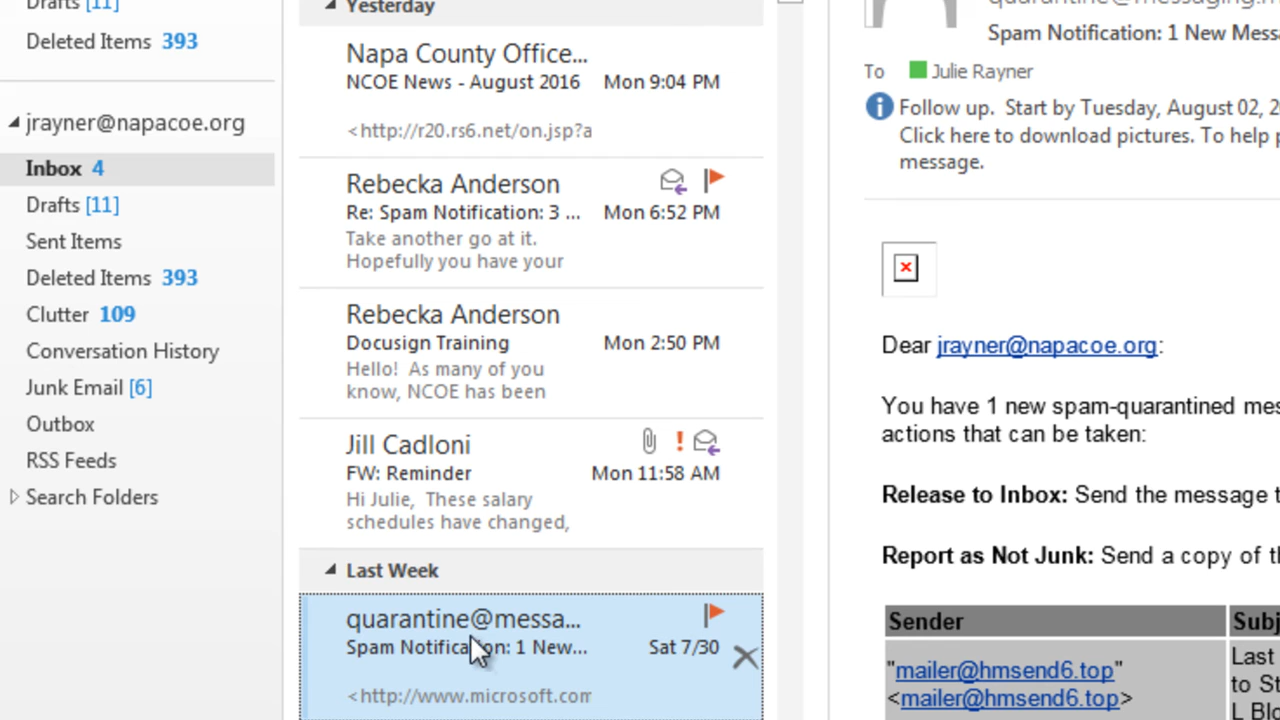 Drafts [11]
Deleted Items 393
jrayner@napacoe.org
Inbox 4
Drafts [11]
Sent Items
Deleted Items 393
Clutter 109
Conversation History
Junk Email [6]
Outbox
RSS Feeds
Search Folders
Yesterday
Napa County Office...
NCOE News - August 2016 Mon 9:04 PM
<http://r20.rs6.net/on.jsp?a
Rebecka Anderson
Re: Spam Notification: 3 ... Mon 6:52 PM
Take another go at it.
Hopefully you have your
Rebecka Anderson
Docusign Training Mon 2:50 PM
Hello! As many of you
know, NCOE has been
Jill Cadloni
FW: Reminder Mon 11:58 AM
Hi Julie, These salary
schedules have changed,
Last Week
quarantine@messa...
Spam Notification: 1 New... Sat 7/30
<http://www.microsoft.com
quarantine@messaging.m
Spam Notification: 1 New Messa
To Julie Rayner
Follow up. Start by Tuesday, August 02, 2
Click here to download pictures. To help p
message.
Dear jrayner@napacoe.org:
You have 1 new spam-quarantined mes
actions that can be taken:
Release to Inbox: Send the message t
Report as Not Junk: Send a copy of th
Sender Subj
"mailer@hmsend6.top" Last
<mailer@hmsend6.top> to St
L Blo